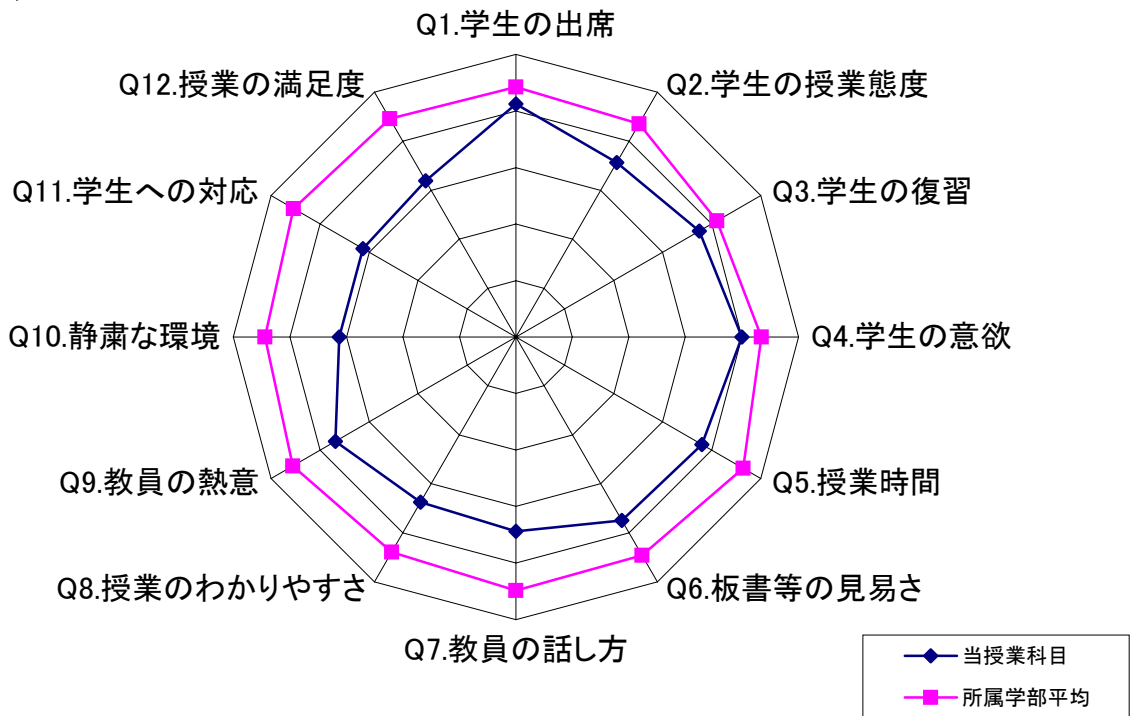 Q1.学生の出席
Q2.学生の授業態度
Q3.学生の復習
Q4.学生の意欲
Q5.授業時間
Q6.板書等の見易さ
Q7.教員の話し方
Q8.授業のわかりやすさ
Q9.教員の熱意
Q10.静粛な環境
Q11.学生への対応
Q12.授業の満足度
当授業科目
所属学部平均